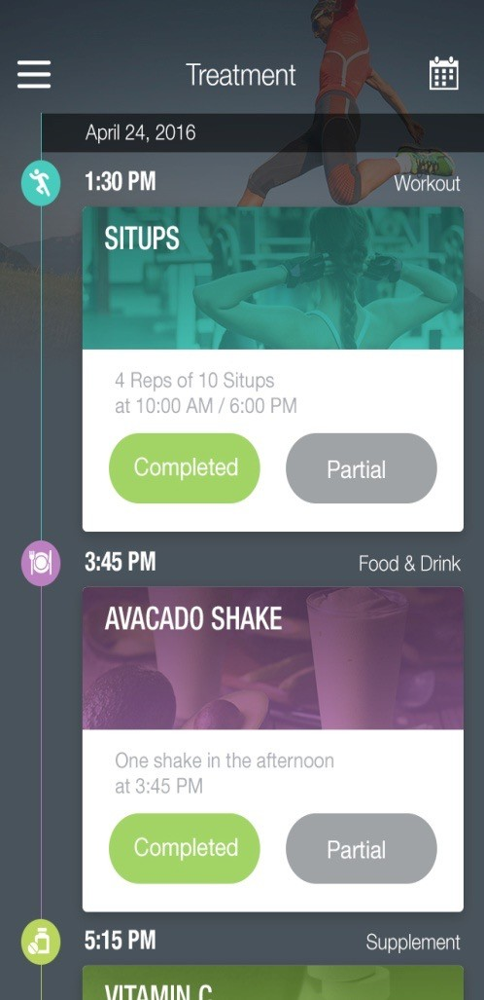 Treatment
April 24, 2016
1:30 PM
Workout
SITUPS
4 Reps of 10 Situps
at 10:00 AM / 6:00 PM
Completed
Partial
3:45 PM
Food & Drink
AVACADO SHAKE
One shake in the afternoon
at 3:45 PM
Completed
Partial
5:15 PM
Supplement
VITAMIN C